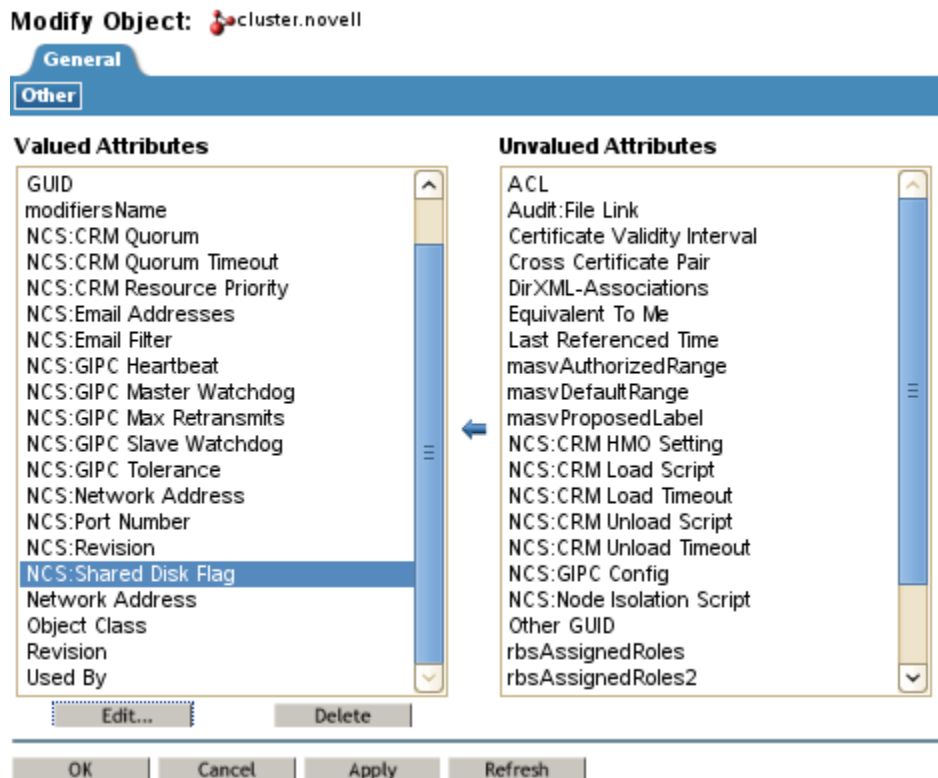 Modify Object: cluster.novell
General
Other
Valued Attributes
GUID
modifiersName
NCS:CRM Quorum
NCS:CRM Quorum Timeout
NCS:CRM Resource Priority
NCS:Email Addresses
NCS:Email Filter
NCS:GIPC Heartbeat
NCS:GIPC Master Watchdog
NCS:GIPC Max Retransmits
NCS:GIPC Slave Watchdog
NCS:GIPC Tolerance
NCS:Network Address
NCS:Port Number
NCS:Revision
NCS:Shared Disk Flag
Network Address
Object Class
Revision
Used By
Unvalued Attributes
ACL
Audit:File Link
Certificate Validity Interval
Cross Certificate Pair
DirXML-Associations
Equivalent To Me
Last Referenced Time
masvAuthorizedRange
masvDefaultRange
masvProposedLabel
NCS:CRM HMO Setting
NCS:CRM Load Script
NCS:CRM Load Timeout
NCS:CRM Unload Script
NCS:CRM Unload Timeout
NCS:GIPC Config
NCS:Node Isolation Script
Other GUID
rbsAssignedRoles
rbsAssignedRoles2
Edit... Delete
OK Cancel Apply Refresh